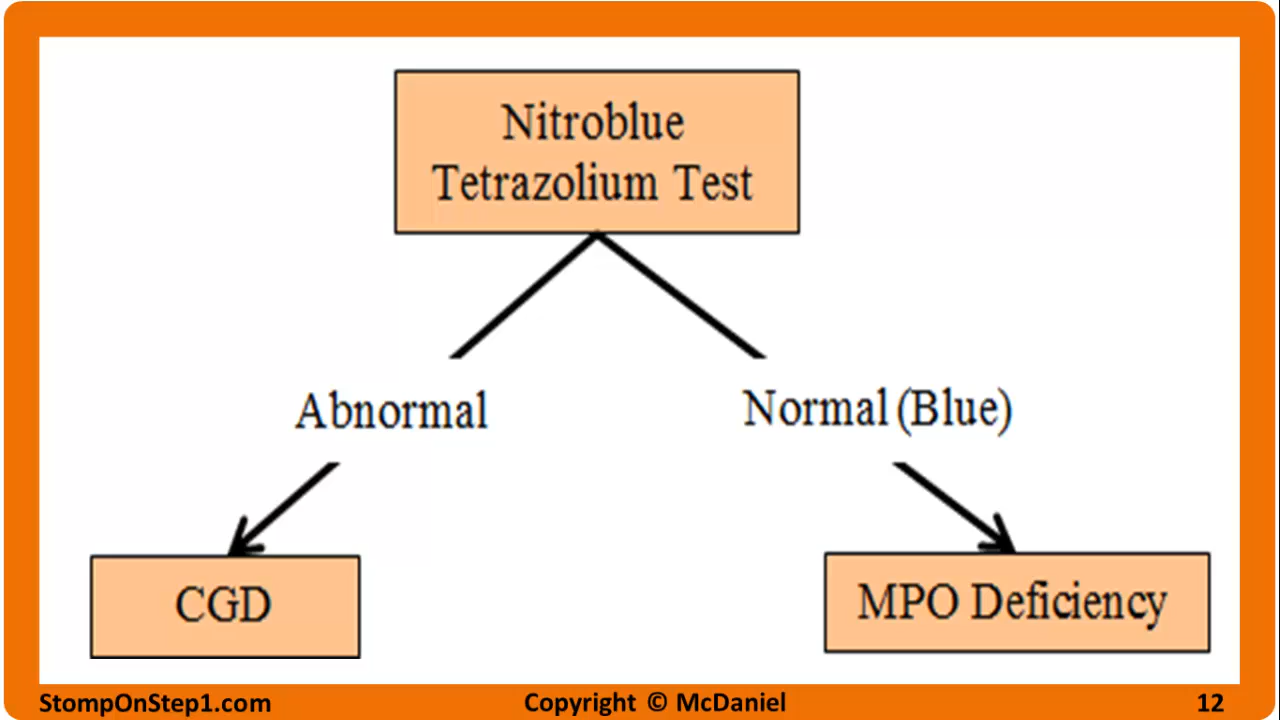 Nitroblue
Tetrazolium Test
Abnormal
Normal (Blue)
CGD
MPO Deficiency
StompOnStep1.com
Copyright © McDaniel
12